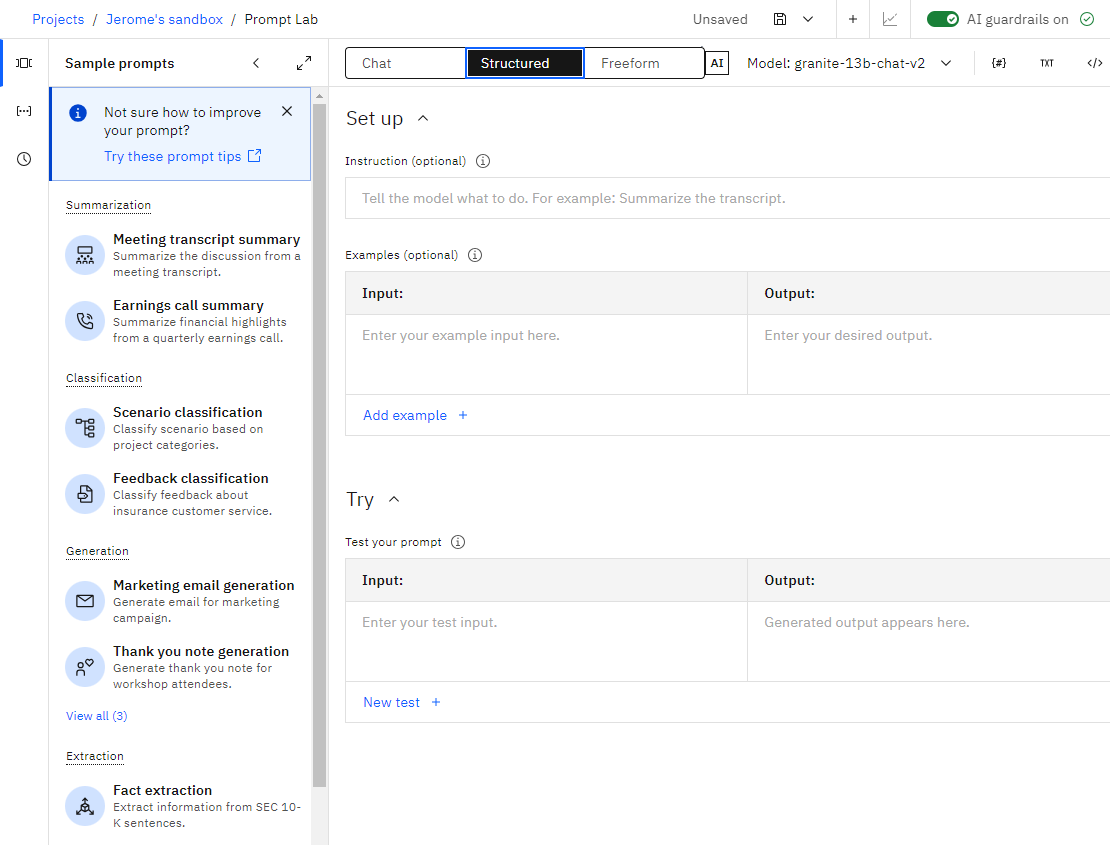 Projects / Jerome's sandbox / Prompt Lab
Unsaved
AI guardrails on
Sample prompts
Not sure how to improve
your prompt?
Try these prompt tips
Summarization
Meeting transcript summary
Summarize the discussion from a
meeting transcript.
Earnings call summary
Summarize financial highlights
from a quarterly earnings call.
Classification
Scenario classification
Classify scenario based on
project categories.
Feedback classification
Classify feedback about
insurance customer service.
Generation
Marketing email generation
Generate email for marketing
campaign.
Thank you note generation
Generate thank you note for
workshop attendees.
View all (3)
Extraction
Fact extraction
Extract information from SEC 10-
K sentences.
Chat
Structured
Freeform
AI
Model: granite-13b-chat-v2
{#}
TXT
</>
Set up
Instruction (optional)
Tell the model what to do. For example: Summarize the transcript.
Examples (optional)
Input:
Output:
Enter your example input here.
Enter your desired output.
Add example +
Try
Test your prompt
Input:
Output:
Enter your test input.
Generated output appears here.
New test +